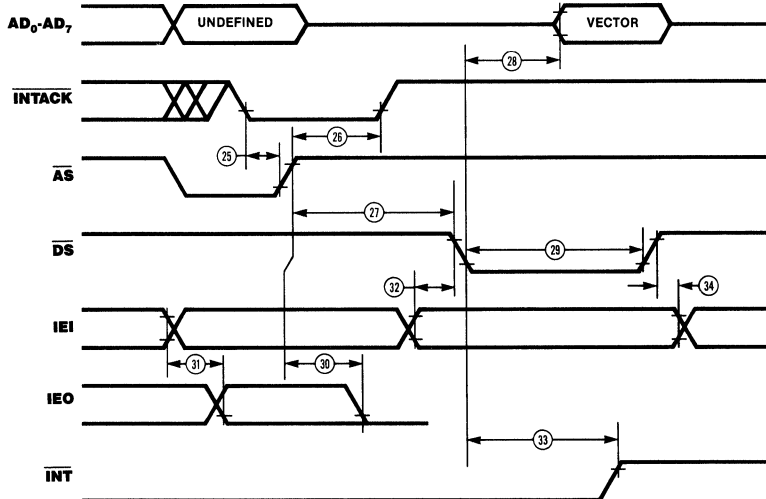 AD₀-AD₇ UNDEFINED VECTOR
28
INTACK
26
25
AS
27
DS
29
32
34
IEI
31
30
IEO
33
INT